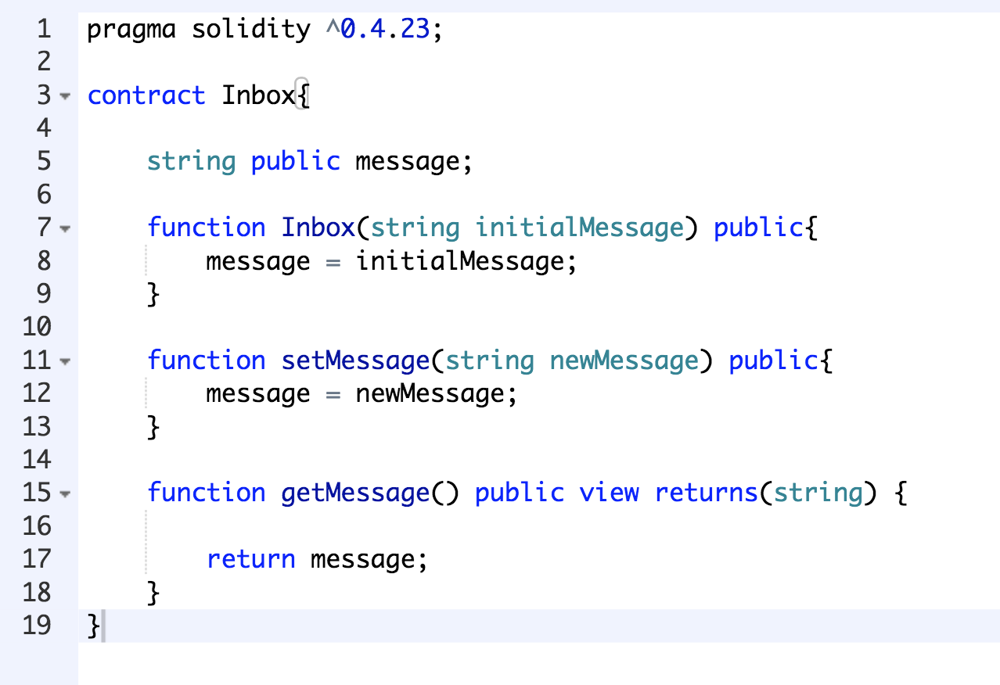 1 pragma solidity ^0.4.23;
2
3 contract Inbox{
4
5     string public message;
6
7     function Inbox(string initialMessage) public{
8         message = initialMessage;
9     }
10
11     function setMessage(string newMessage) public{
12         message = newMessage;
13     }
14
15     function getMessage() public view returns(string) {
16
17         return message;
18     }
19 }